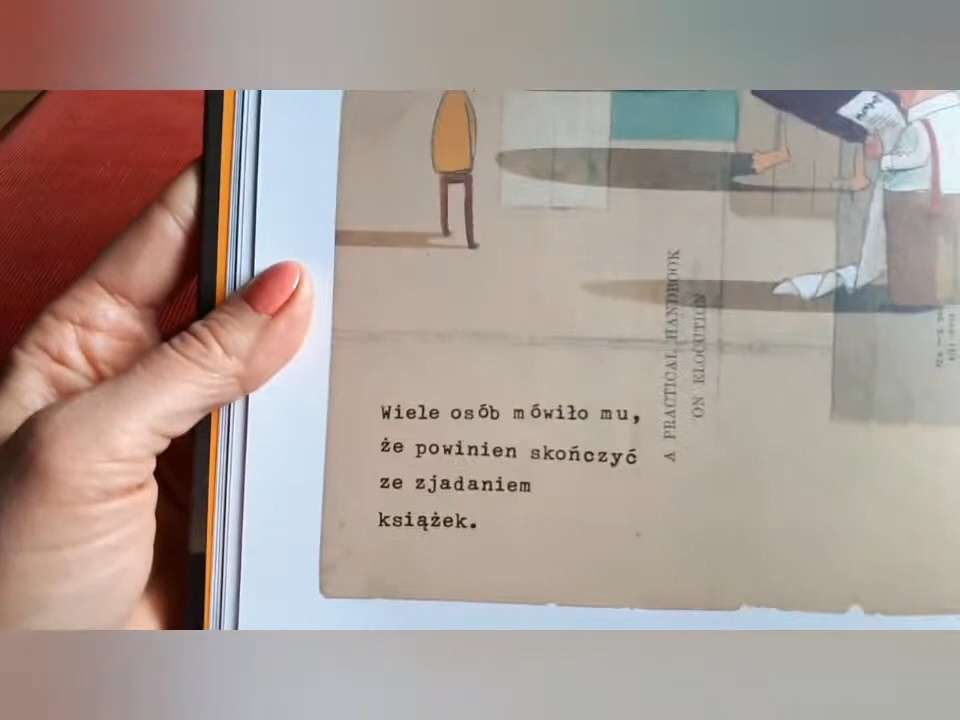 Wiele osób mówiło mu,
że powinien skończyć
ze zjadaniem
książek.
A PRACTICAL HANDBOOK
ON ELOCUTION